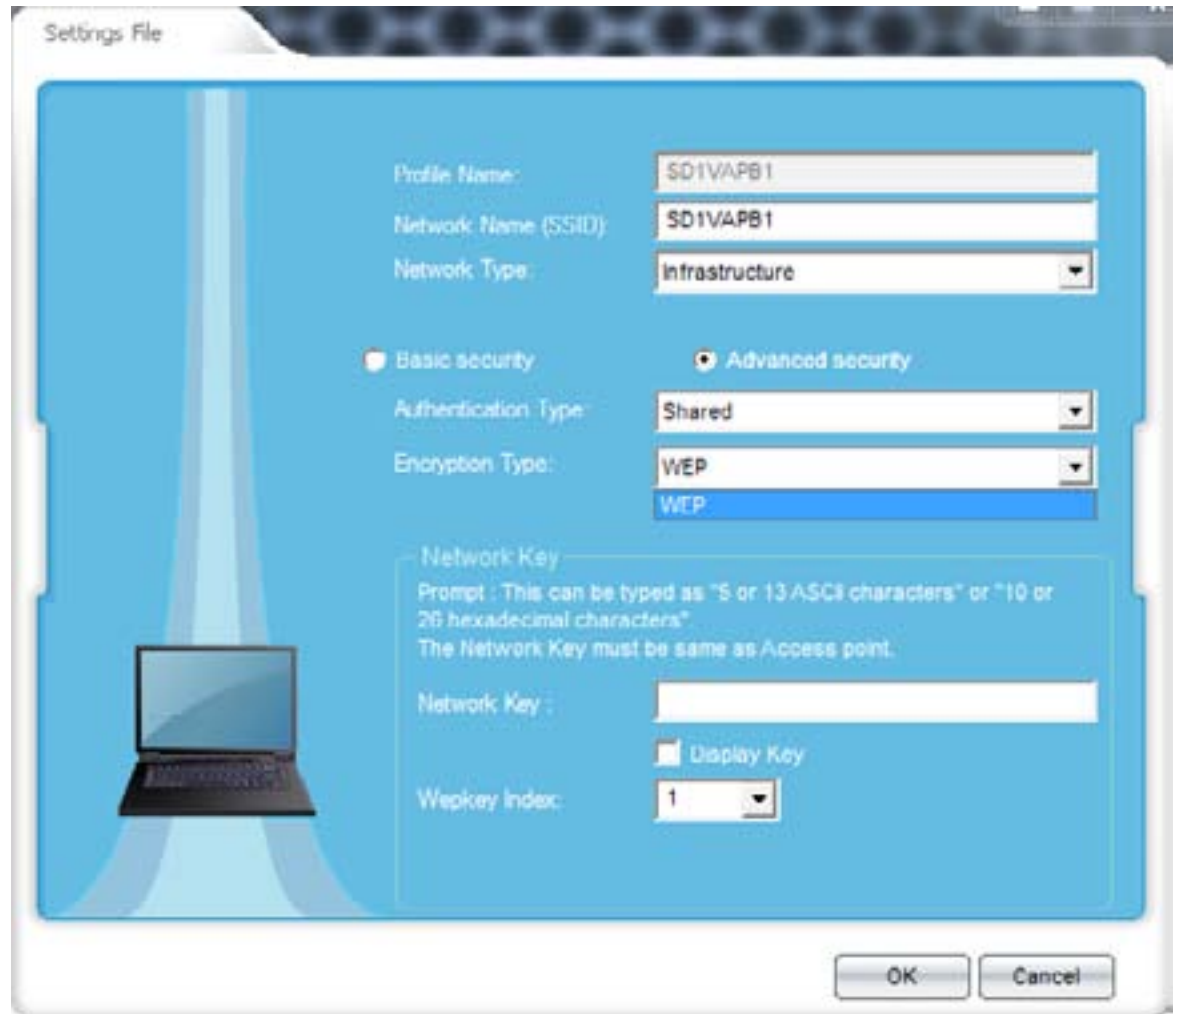 Settings File
Profile Name: SD1VAPB1
Network Name (SSID): SD1VAPB1
Network Type: Infrastructure
Basic security Advanced security
Authentication Type: Shared
Encryption Type: WEP
WEP
Network Key
Prompt : This can be typed as "5 or 13 ASCII characters" or "10 or
26 hexadecimal characters"
The Network Key must be same as Access point.
Network Key :
Display Key
Wepkey Index: 1
OK Cancel